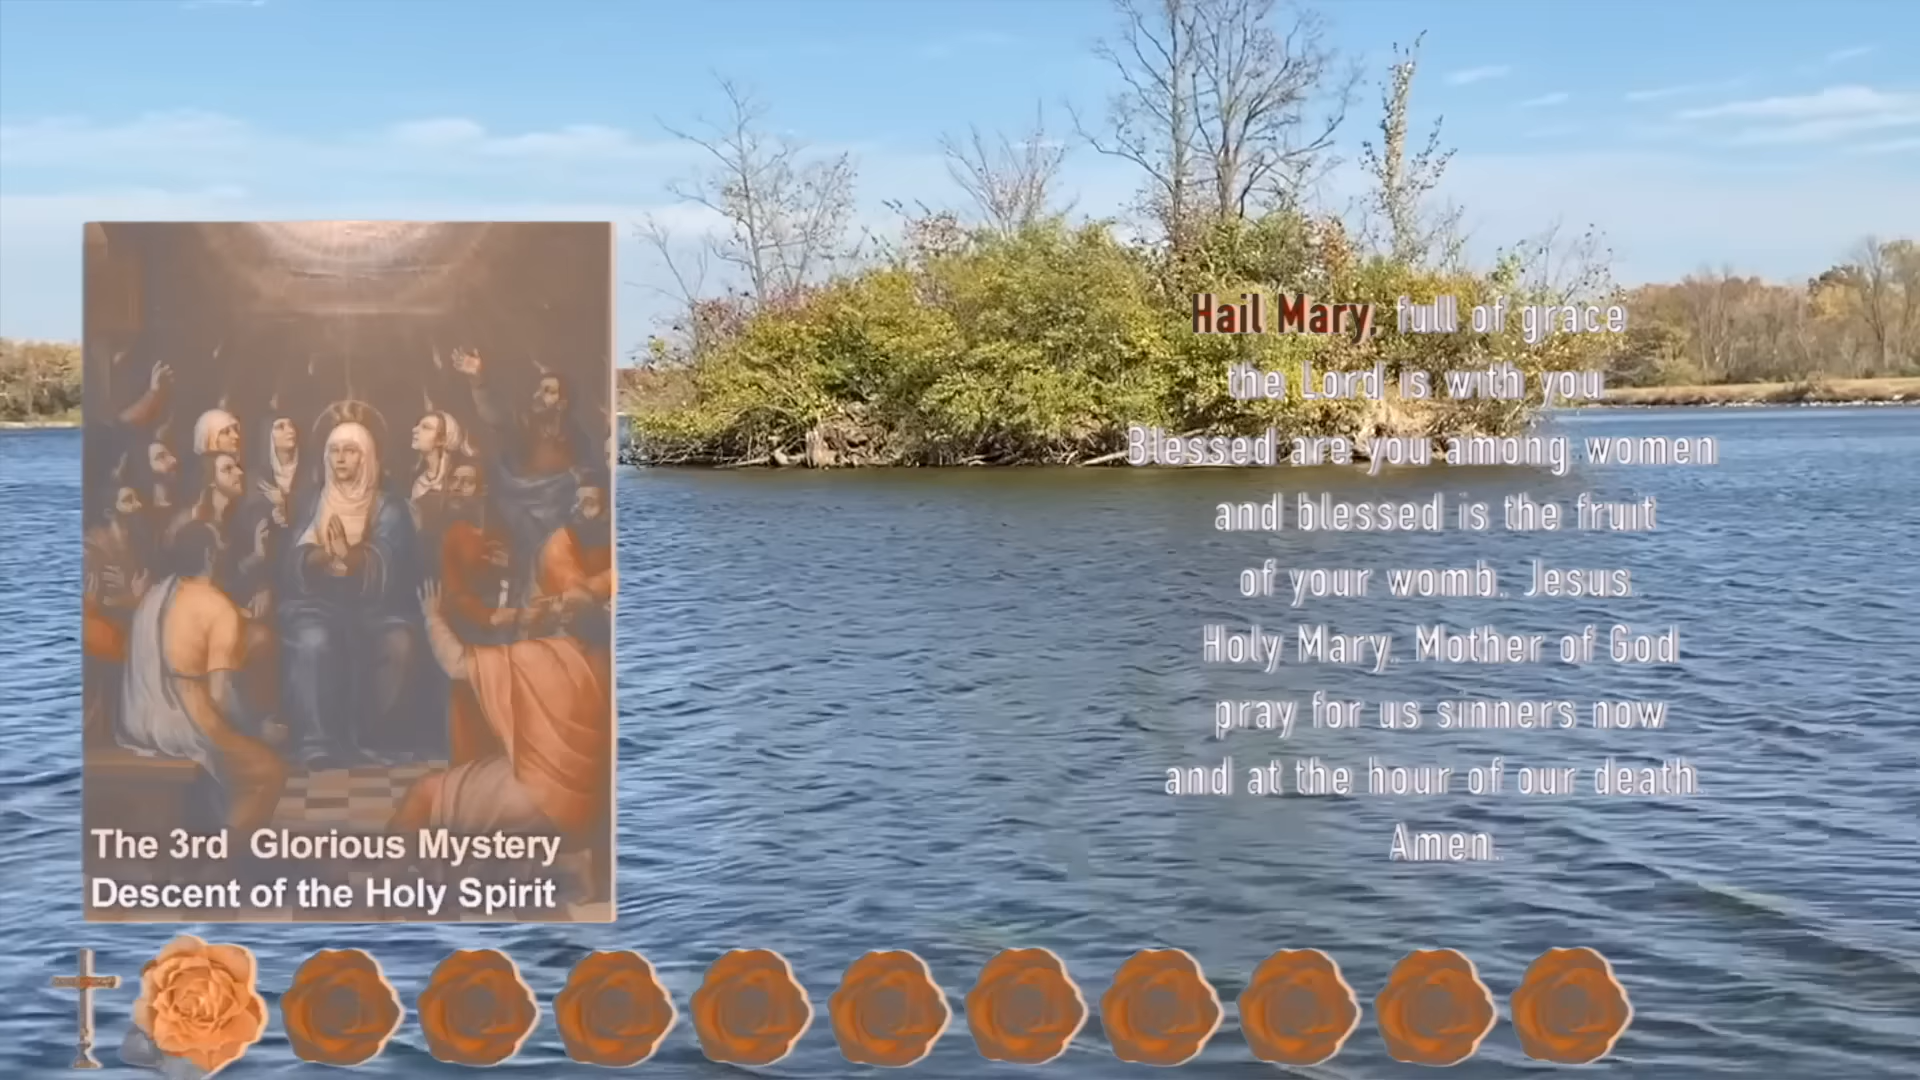 The 3rd Glorious Mystery
Descent of the Holy Spirit
Hail Mary, full of grace
the Lord is with you
Blessed are you among women
and blessed is the fruit
of your womb, Jesus.
Holy Mary, Mother of God
pray for us sinners now
and at the hour of our death.
Amen.